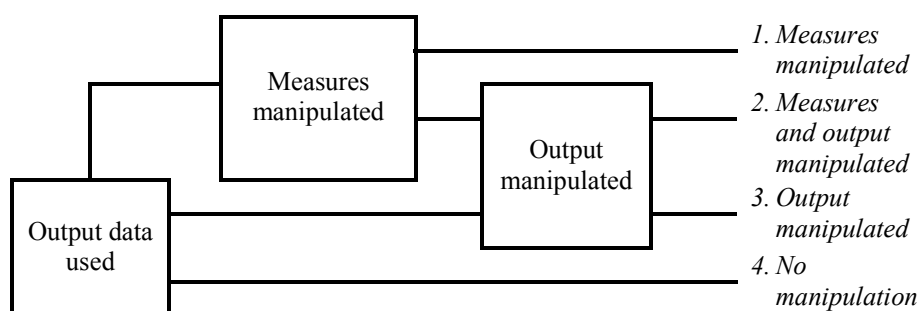 Measures
manipulated
Output
manipulated
Output data
used
1. Measures
manipulated
2. Measures
and output
manipulated
3. Output
manipulated
4. No
manipulation